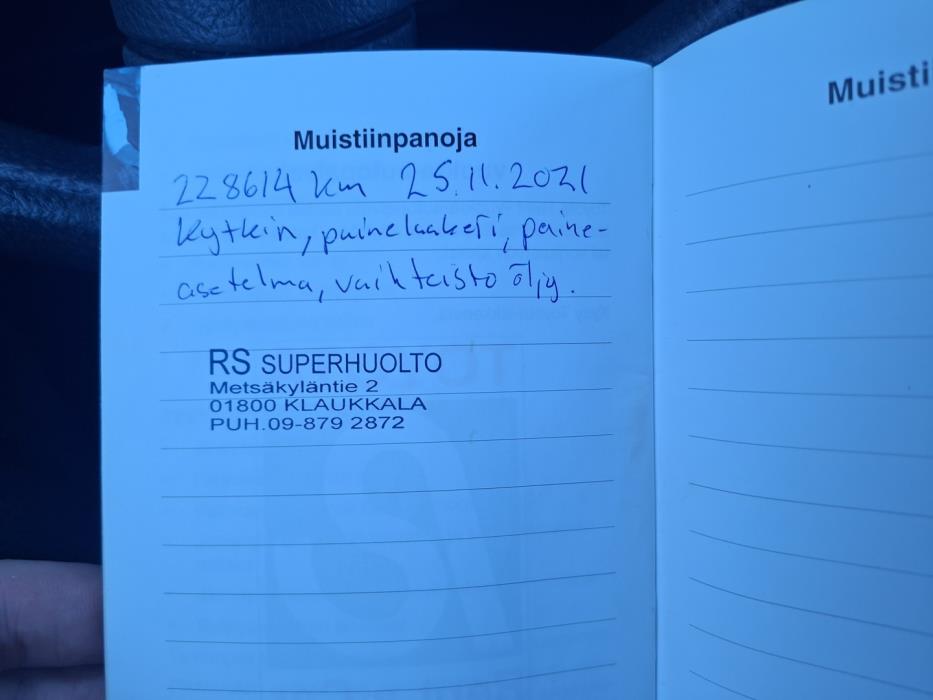 Muistiinpanoja
228614 km 25.11.2021
Kytkin, painelaakeri, paine-
asetelma, vaihteisto öljy.
RS SUPERHUOLTO
Metsäkyläntie 2
01800 KLAUKKALA
PUH.09-879 2872
Muisti